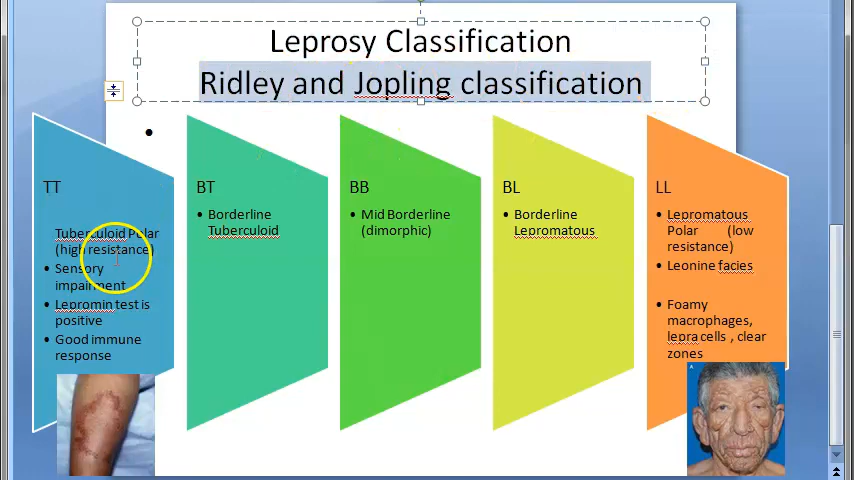 Leprosy Classification
Ridley and Jopling classification
TT
Tuberculoid Polar
(high resistance)
• Sensory
impairment
• Lepromin test is
positive
• Good immune
response
BT
• Borderline
Tuberculoid
BB
• Mid Borderline
(dimorphic)
BL
• Borderline
Lepromatous
LL
• Lepromatous
Polar (low
resistance)
• Leonine facies
• Foamy
macrophages,
lepra cells , clear
zones
A